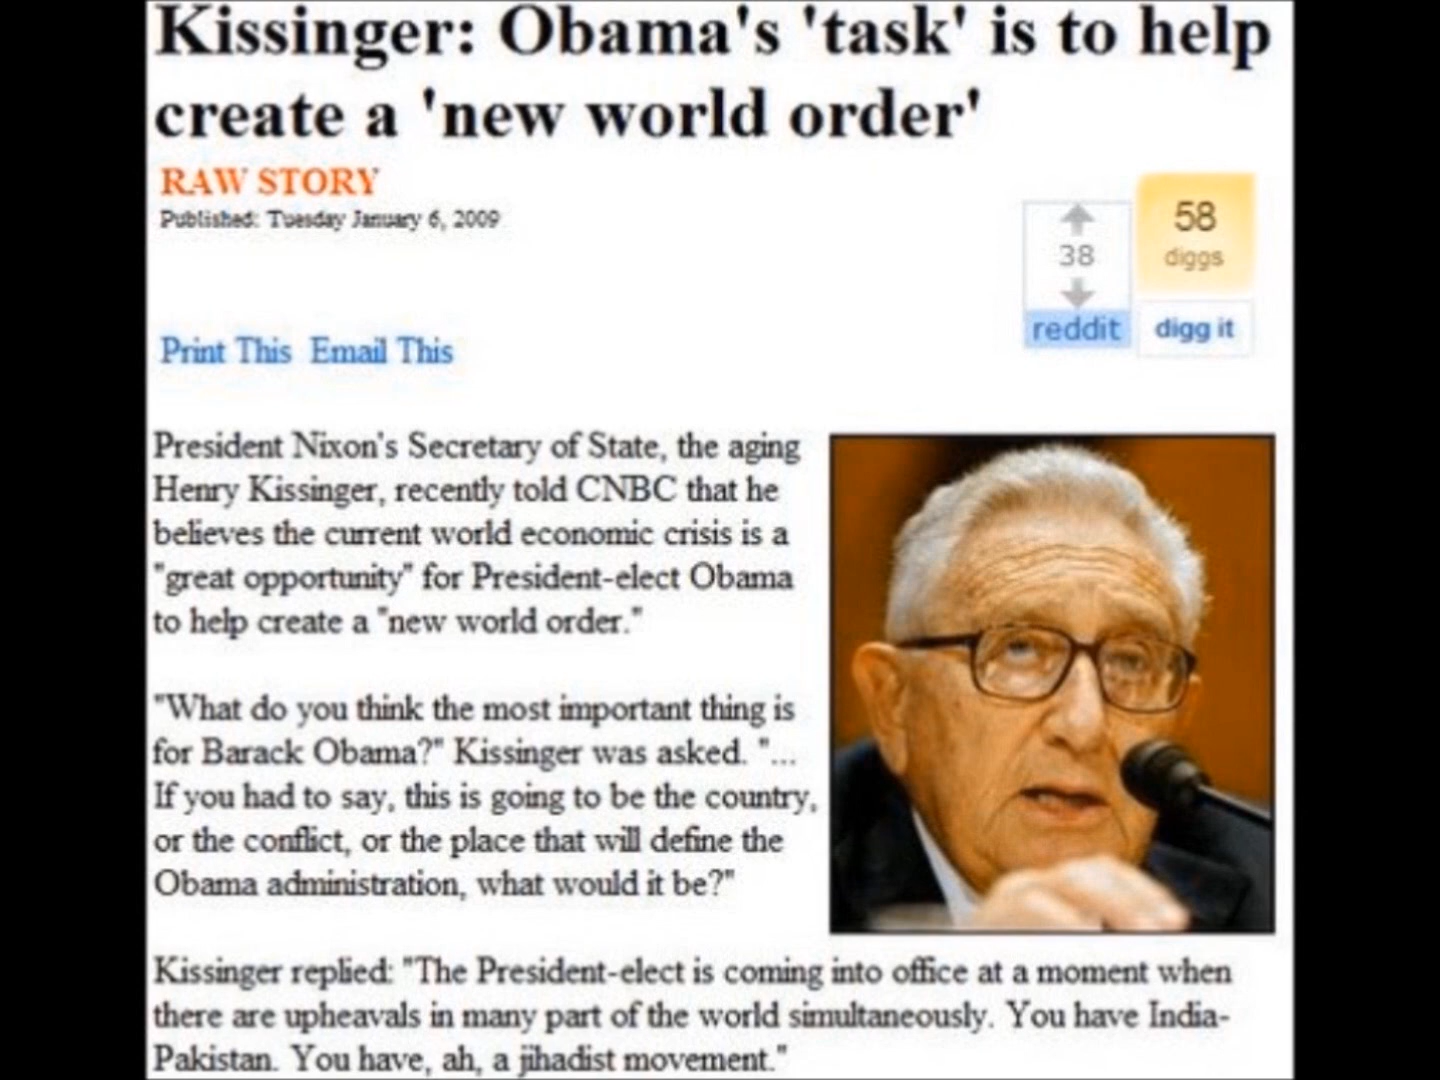 Kissinger: Obama's 'task' is to help
create a 'new world order'
RAW STORY
Published: Tuesday January 6, 2009
38
reddit
58
diggs
digg it
Print This Email This
President Nixon's Secretary of State, the aging
Henry Kissinger, recently told CNBC that he
believes the current world economic crisis is a
"great opportunity" for President-elect Obama
to help create a "new world order."
"What do you think the most important thing is
for Barack Obama?" Kissinger was asked. "...
If you had to say, this is going to be the country,
or the conflict, or the place that will define the
Obama administration, what would it be?"
Kissinger replied: "The President-elect is coming into office at a moment when
there are upheavals in many part of the world simultaneously. You have India-
Pakistan. You have, ah, a jihadist movement."